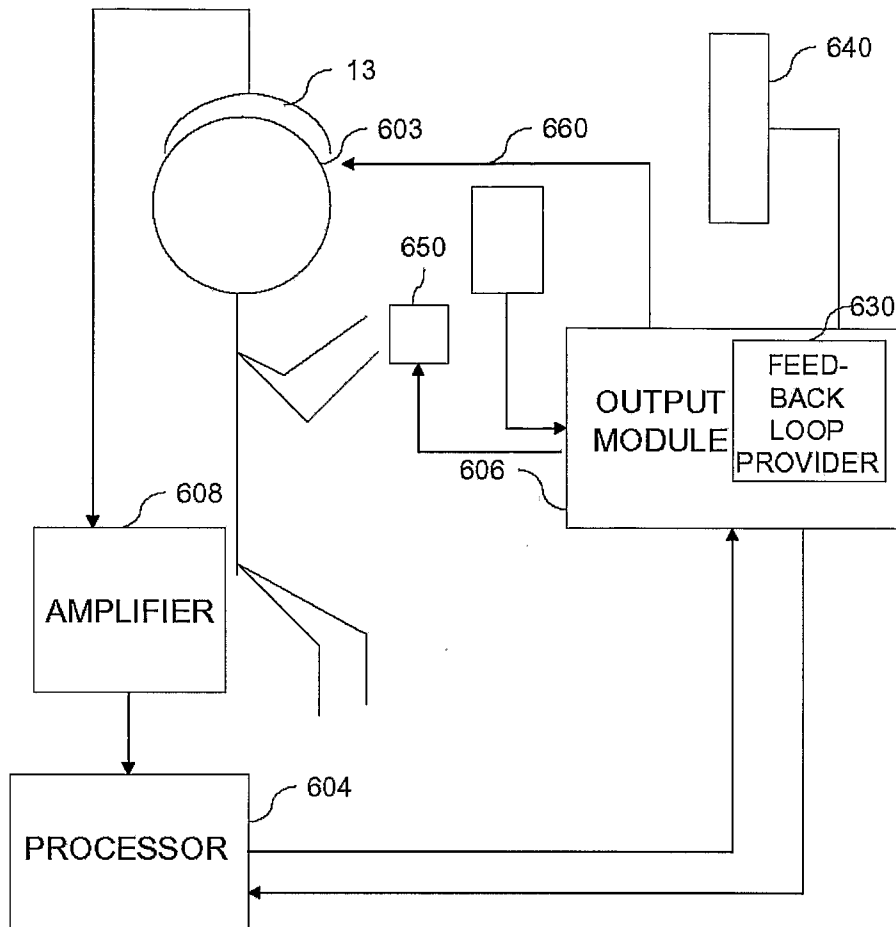 13
640
603
660
650
630
FEED-
BACK
LOOP
PROVIDER
OUTPUT
MODULE
606
608
AMPLIFIER
604
PROCESSOR